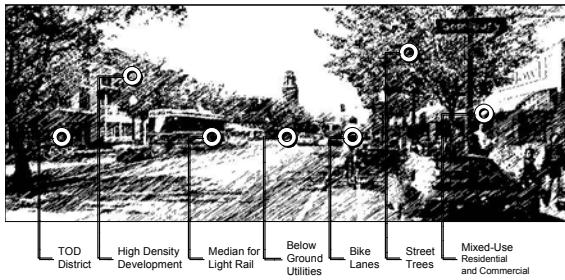 TOD
District
High Density
Development
Median for
Light Rail
Below
Ground
Utilities
Bike
Lanes
Street
Trees
Mixed-Use
Residential
and Commercial